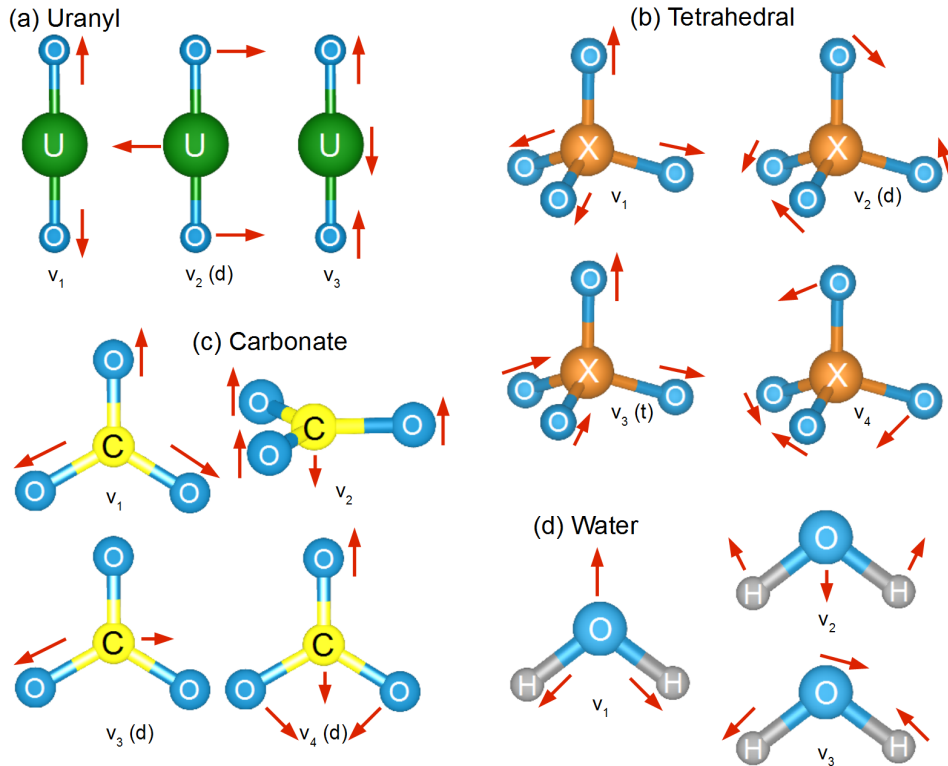 (a) Uranyl
O O O
U U U
O O O
v1 v2 (d) v3
(b) Tetrahedral
O O
X X
O O O O
O O
v1 v2 (d)
O O
X X
O O O O
O O
v3 (t) v4
(c) Carbonate
O O O
C C
O O O
v1 v2
O O
C C
O O O O
v3 (d) v4 (d)
(d) Water
O
H H
v1
O
H H
v2
O
H H
v3